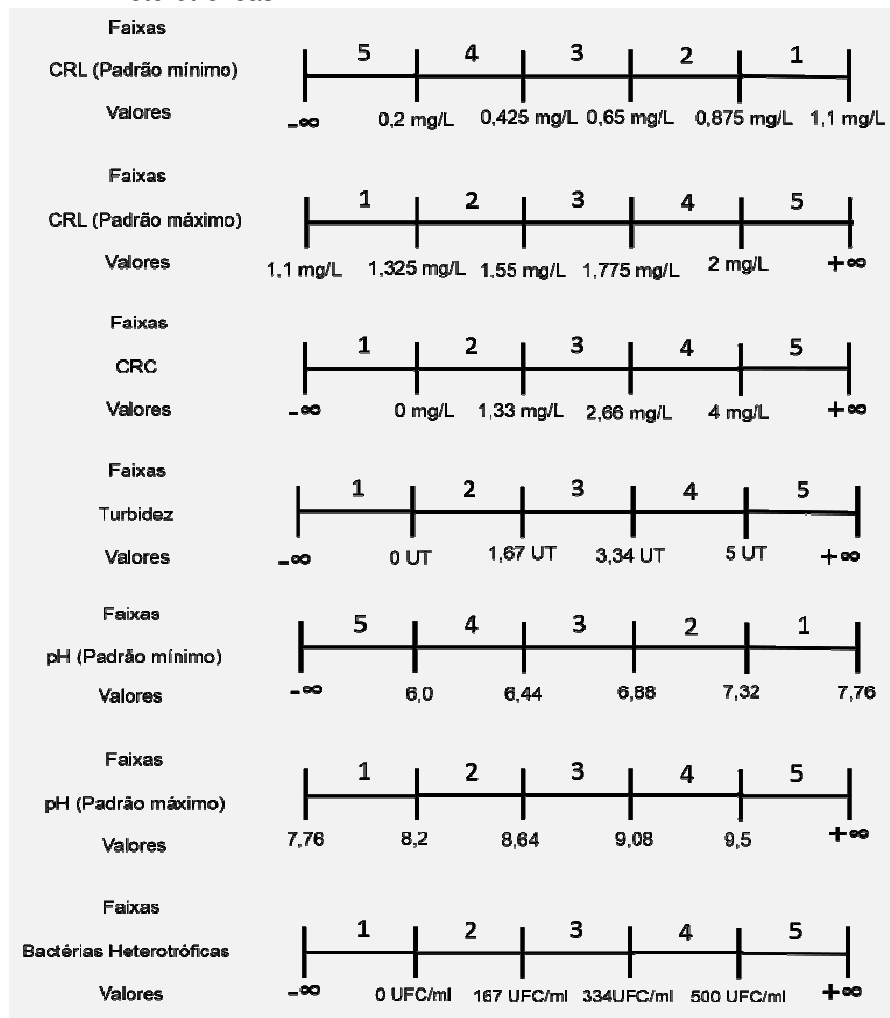 Faixas
5 4 3 2 1
CRL (Padrão mínimo)
Valores
-∞ 0,2 mg/L 0,425 mg/L 0,65 mg/L 0,875 mg/L 1,1 mg/L
Faixas
1 2 3 4 5
CRL (Padrão máximo)
Valores
1,1 mg/L 1,325 mg/L 1,55 mg/L 1,775 mg/L 2 mg/L +∞
Faixas
1 2 3 4 5
CRC
Valores
-∞ 0 mg/L 1,33 mg/L 2,66 mg/L 4 mg/L +∞
Faixas
1 2 3 4 5
Turbidez
Valores
-∞ 0 UT 1,67 UT 3,34 UT 5 UT +∞
Faixas
5 4 3 2 1
pH (Padrão mínimo)
Valores
-∞ 6,0 6,44 6,88 7,32 7,76
Faixas
1 2 3 4 5
pH (Padrão máximo)
Valores
7,76 8,2 8,64 9,08 9,5 +∞
Faixas
1 2 3 4 5
Bactérias Heterotróficas
Valores
-∞ 0 UFC/ml 167 UFC/ml 334UFC/ml 500 UFC/ml +∞